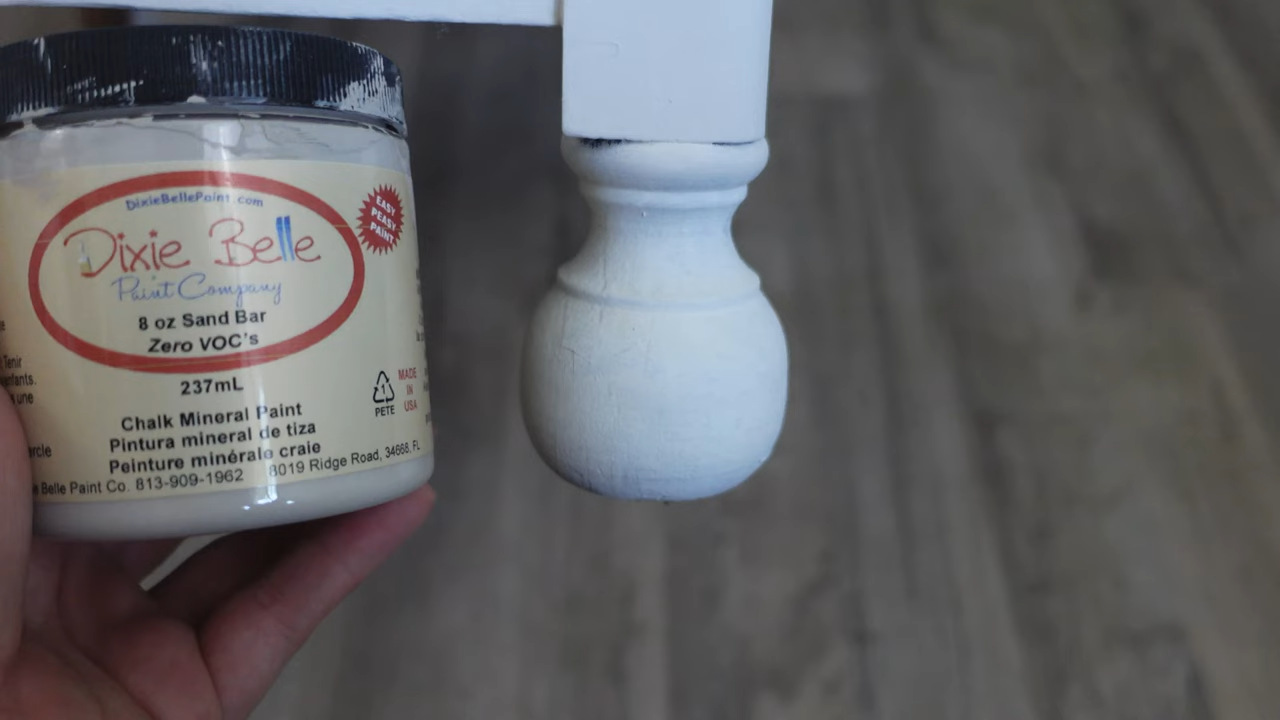 DixieBellePaint.com
Dixie Belle
Paint Company
8 oz Sand Bar
Zero VOC's
EASY
PEASY
PAINT
237mL
Chalk Mineral Paint
Pintura mineral de tiza
Peinture minérale craie
Belle Paint Co. 813-909-1962 8019 Ridge Road, 34668, FL
1
PETE
MADE
IN
USA
Tenir
une